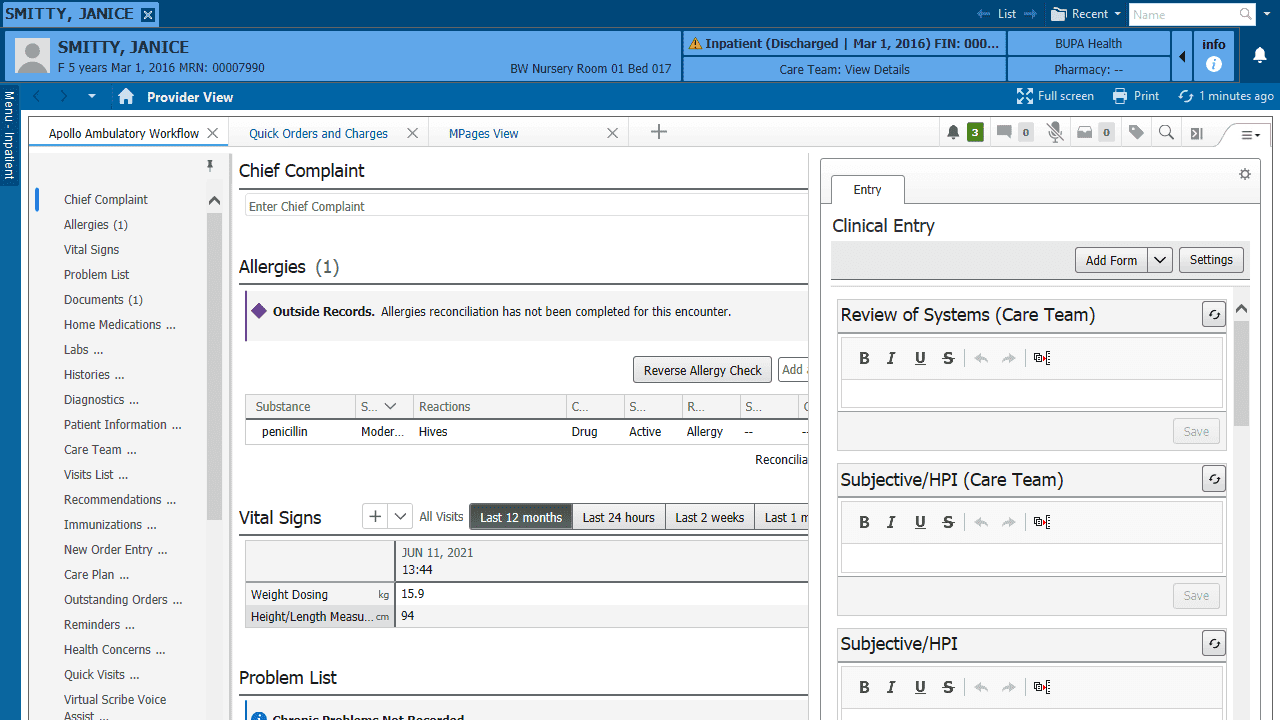 SMITTY, JANICE
List
Recent
Name
SMITTY, JANICE
F 5 years Mar 1, 2016 MRN: 00007990
BW Nursery Room 01 Bed 017
Inpatient (Discharged | Mar 1, 2016) FIN: 000...
Care Team: View Details
BUPA Health
Pharmacy: --
info
Menu - Inpatient
Provider View
Full screen
Print
1 minutes ago
Apollo Ambulatory Workflow
Quick Orders and Charges
MPages View
3
0
0
Chief Complaint
Allergies (1)
Vital Signs
Problem List
Documents (1)
Home Medications ...
Labs ...
Histories ...
Diagnostics ...
Patient Information ...
Care Team ...
Visits List ...
Recommendations ...
Immunizations ...
New Order Entry ...
Care Plan ...
Outstanding Orders ...
Reminders ...
Health Concerns ...
Quick Visits ...
Virtual Scribe Voice
Assist ...
Chief Complaint
Enter Chief Complaint
Allergies (1)
Outside Records. Allergies reconciliation has not been completed for this encounter.
Reverse Allergy Check
Add
Substance S... Reactions C... S... R... S...
penicillin Moder... Hives Drug Active Allergy -- --
Reconcilia
Vital Signs
All Visits
Last 12 months
Last 24 hours
Last 2 weeks
Last 1 m
JUN 11, 2021
13:44
Weight Dosing kg 15.9
Height/Length Measu... cm 94
Problem List
Chronic Problems Not Recorded
Entry
Clinical Entry
Add Form
Settings
Review of Systems (Care Team)
B I U S
Save
Subjective/HPI (Care Team)
B I U S
Save
Subjective/HPI
B I U S